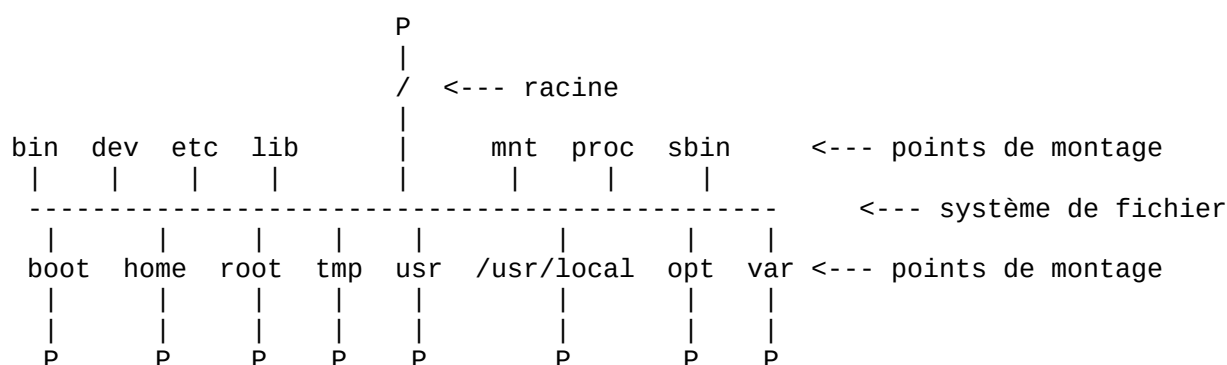 P
/ <--- racine
bin dev etc lib mnt proc sbin <--- points de montage
<--- système de fichier
boot home root tmp usr /usr/local opt var <--- points de montage
P P P P P P P P